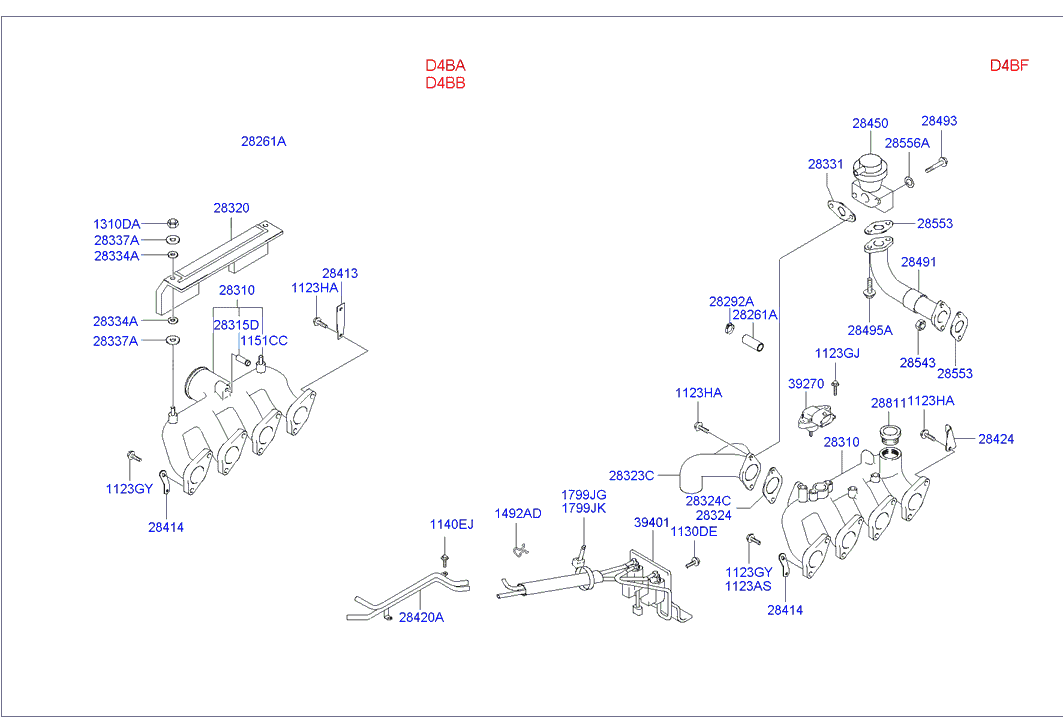 D4BA
D4BB
D4BF
28261A
28450
28493
28556A
28331
28320
1310DA
28337A
28334A
28553
28413
28491
1123HA
28310
28334A
28315D
28337A
1151CC
28292A
28261A
28495A
28543
28553
1123GJ
39270
1123HA
28811
1123HA
28424
28310
28323C
1123GY
28414
1799JG
1799JK
28324C
28324
1492AD
1140EJ
39401
1130DE
1123GY
1123AS
28414
28420A